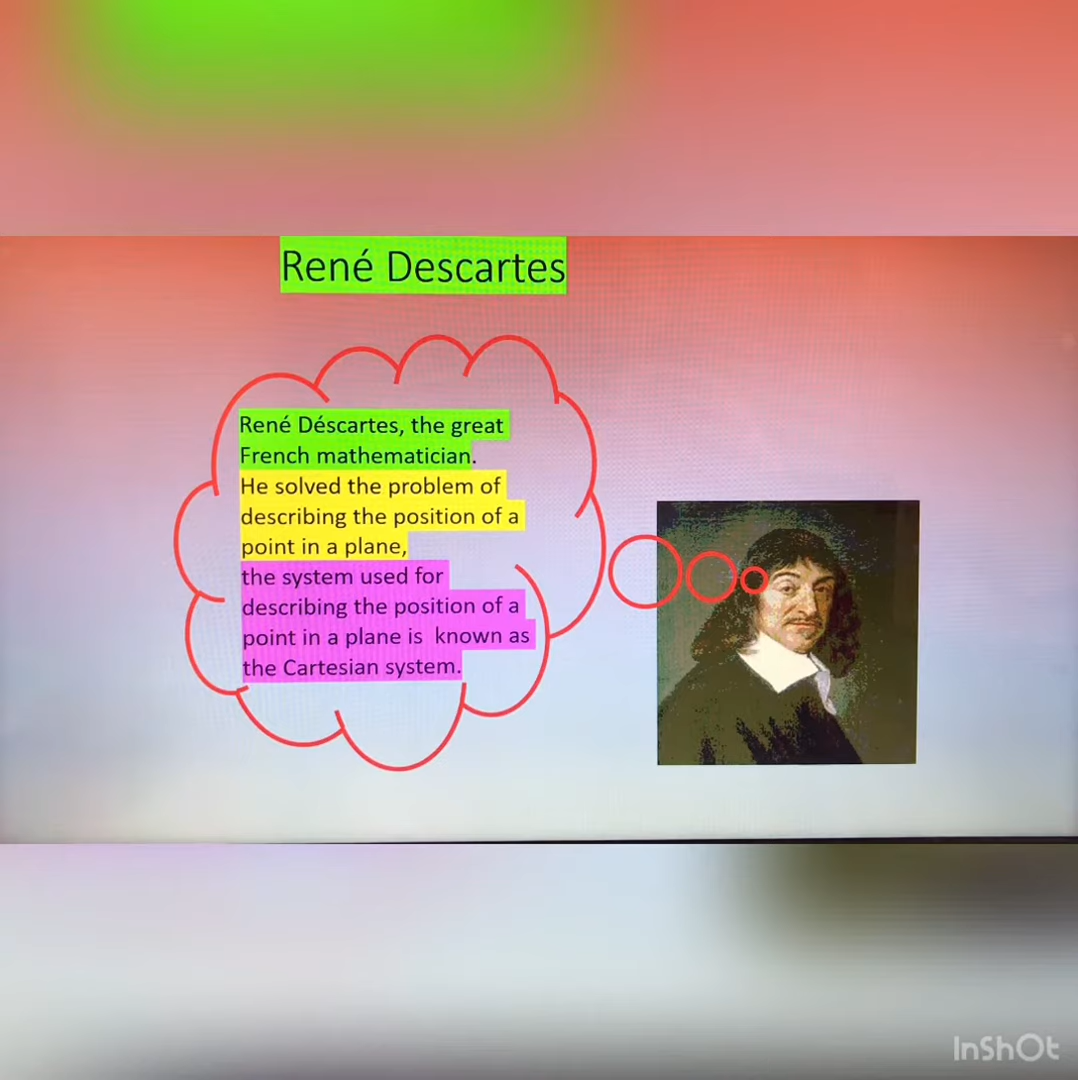 René Descartes
René Déscartes, the great
French mathematician.
He solved the problem of
describing the position of a
point in a plane,
the system used for
describing the position of a
point in a plane is  known as
the Cartesian system.
InShOt